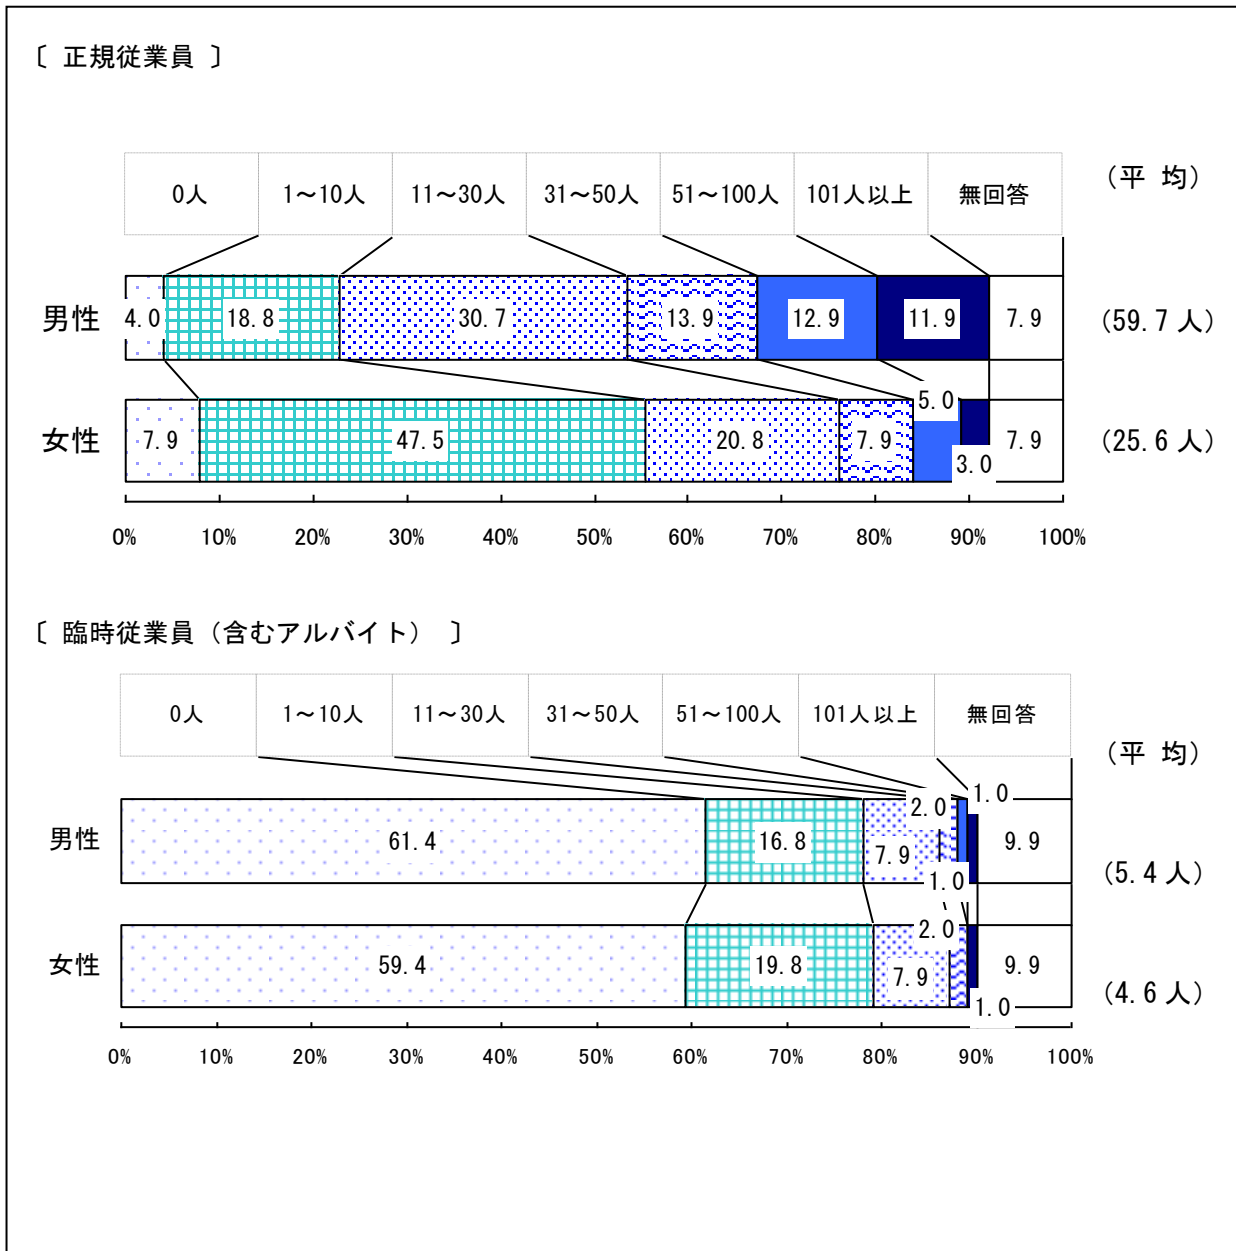 〔 正規従業員 〕
0人 1～10人 11～30人 31～50人 51～100人 101人以上 無回答 (平 均)
男性 4.0 18.8 30.7 13.9 12.9 11.9 7.9 (59.7 人)
女性 7.9 47.5 20.8 7.9 5.0 3.0 7.9 (25.6 人)
0% 10% 20% 30% 40% 50% 60% 70% 80% 90% 100%
〔 臨時従業員（含むアルバイト） 〕
0人 1～10人 11～30人 31～50人 51～100人 101人以上 無回答 (平 均)
男性 61.4 16.8 7.9 2.0 1.0 1.0 9.9 (5.4 人)
女性 59.4 19.8 7.9 2.0 1.0 9.9 (4.6 人)
0% 10% 20% 30% 40% 50% 60% 70% 80% 90% 100%